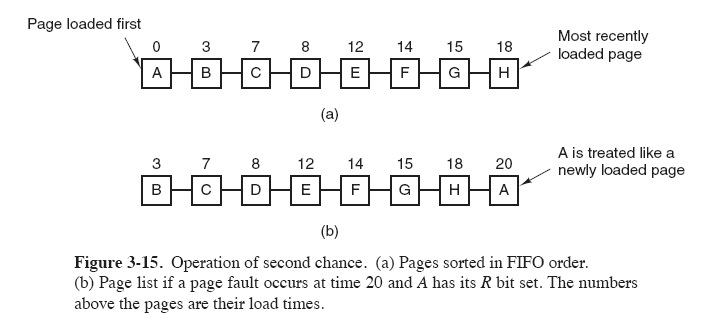 Page loaded first
0 3 7 8 12 14 15 18
Most recently
loaded page
A B C D E F G H
(a)
3 7 8 12 14 15 18 20
A is treated like a
newly loaded page
B C D E F G H A
(b)
Figure 3-15. Operation of second chance. (a) Pages sorted in FIFO order.
(b) Page list if a page fault occurs at time 20 and A has its R bit set. The numbers
above the pages are their load times.